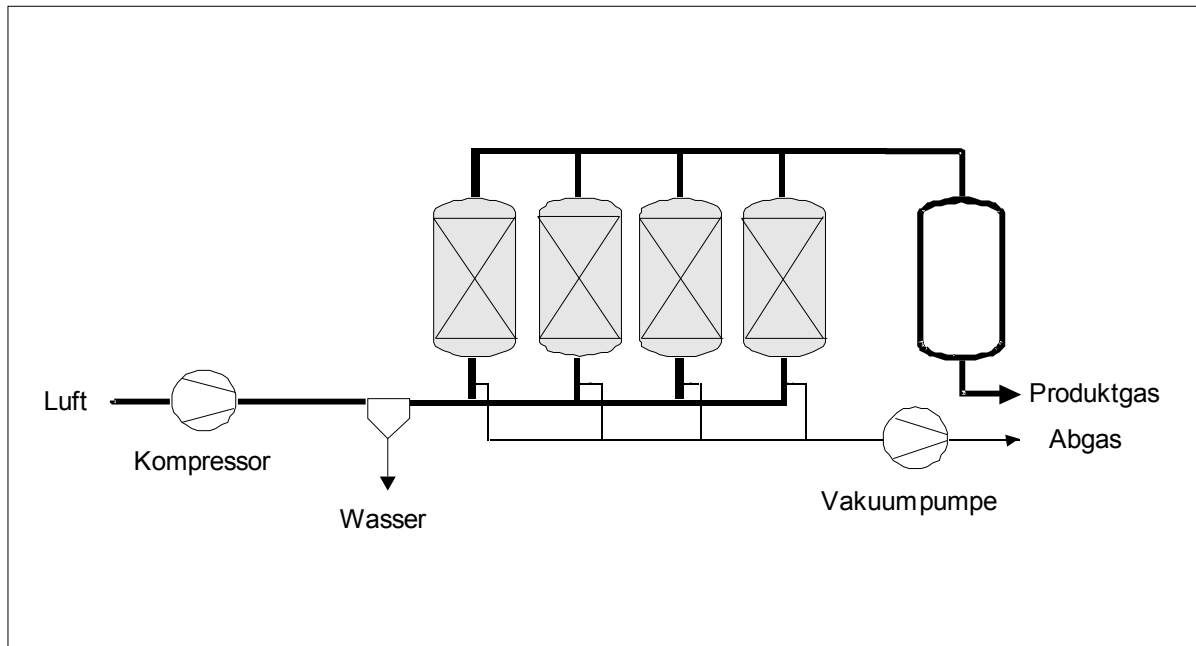 Luft
Kompressor
Wasser
Produktgas
Abgas
Vakuumpumpe